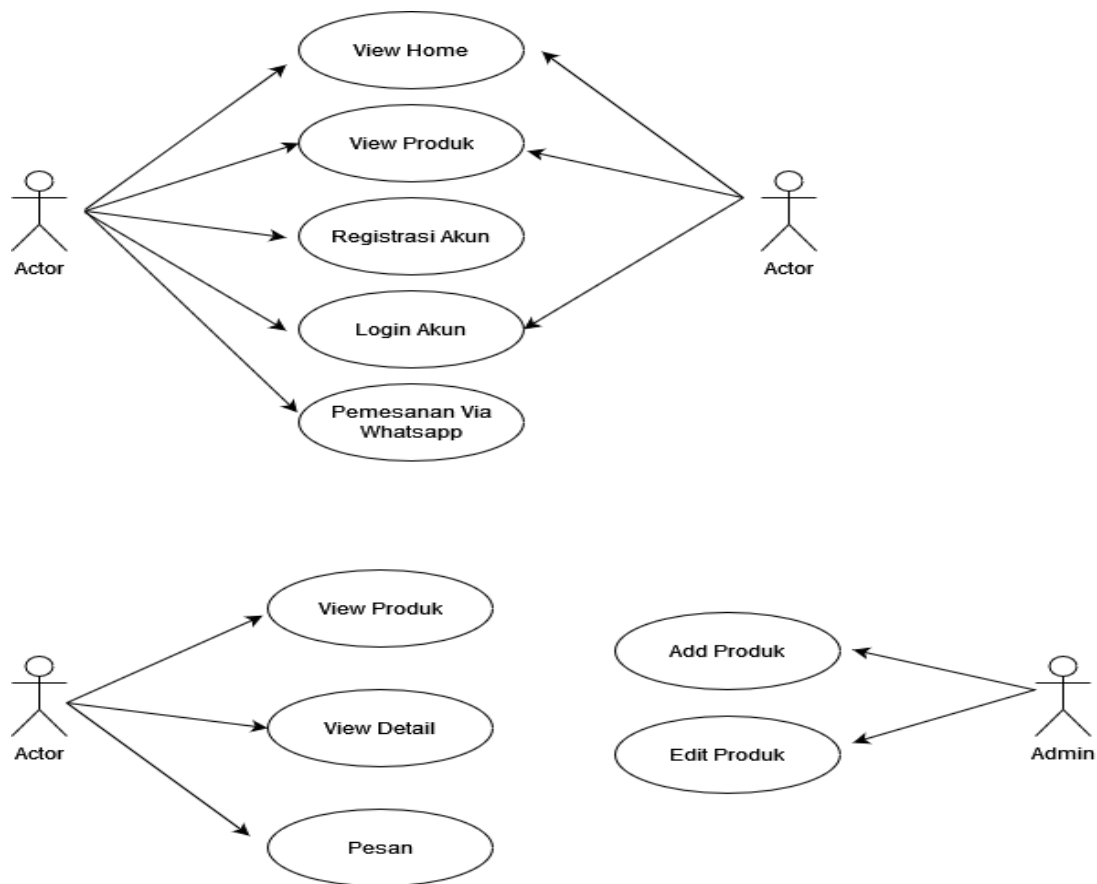 View Home
View Produk
Registrasi Akun
Login Akun
Pemesanan Via
Whatsapp
Actor
Actor
View Produk
View Detail
Pesan
Actor
Add Produk
Edit Produk
Admin